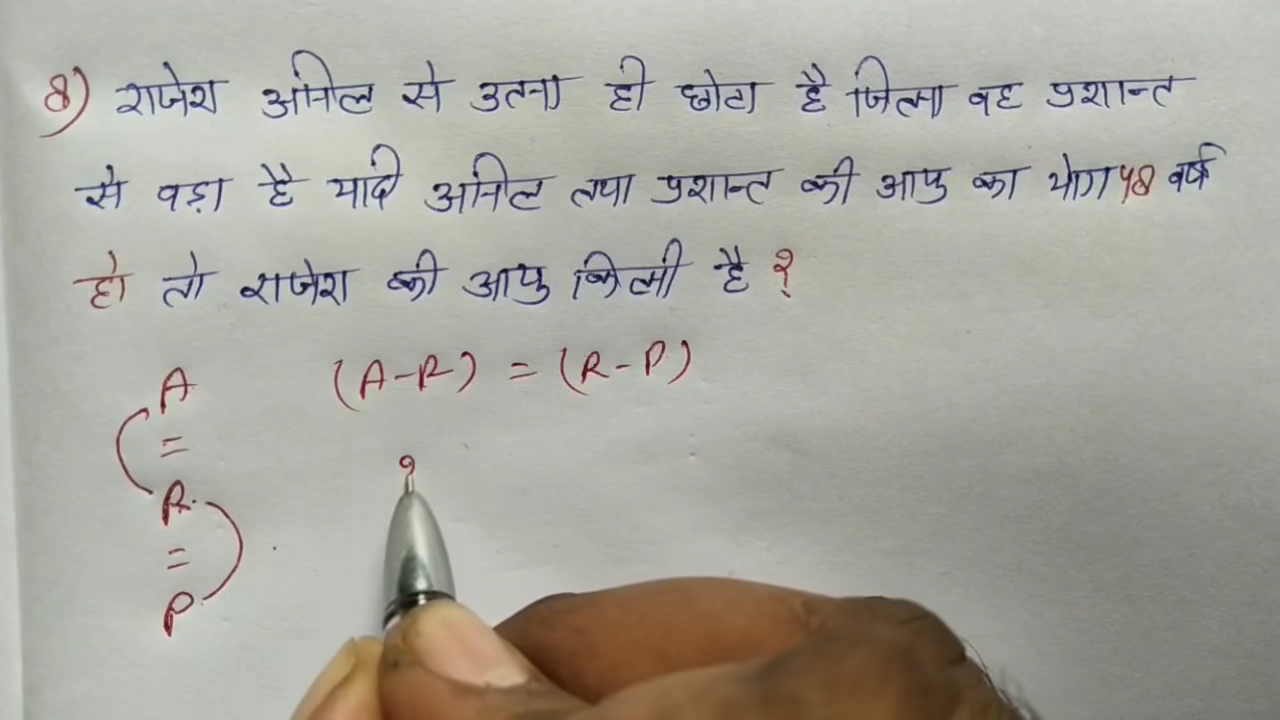 8) राजेश अनिल से उतना ही छोटा है जितना वह प्रशान्त
से बड़ा है यदि अनिल तथा प्रशान्त की आयु का योग 48 वर्ष
हो तो राजेश की आयु कितनी है ?
A (A-R) = (R-P)
=
R
=
P